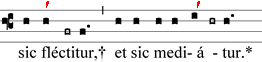 sic fléctitur,† et sic medi- á - tur.*